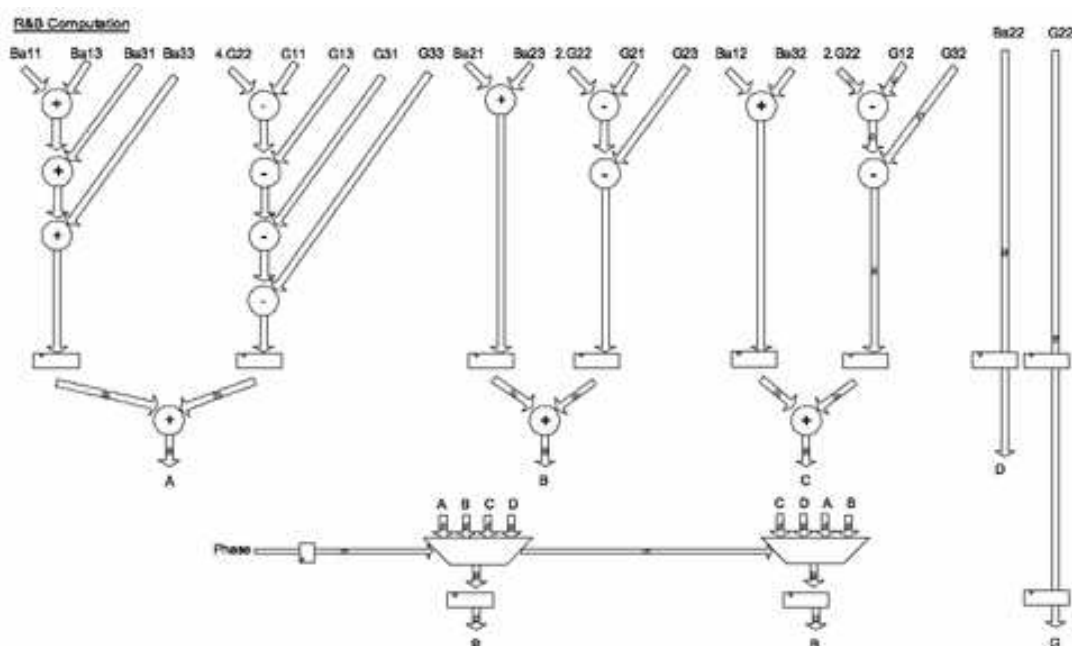 R&B Computation
Ba11 Ba13 Ba31 Ba33 4.G22 G11 G13 G31 G33 Ba21 Ba23 2.G22 G21 G23 Ba12 Ba32 2.G22 G12 G32 Ba22 G22
+ - + - + -
+ - - -
+ -
-
+ + +
A B C D
A B C D C D A B
Phase
G